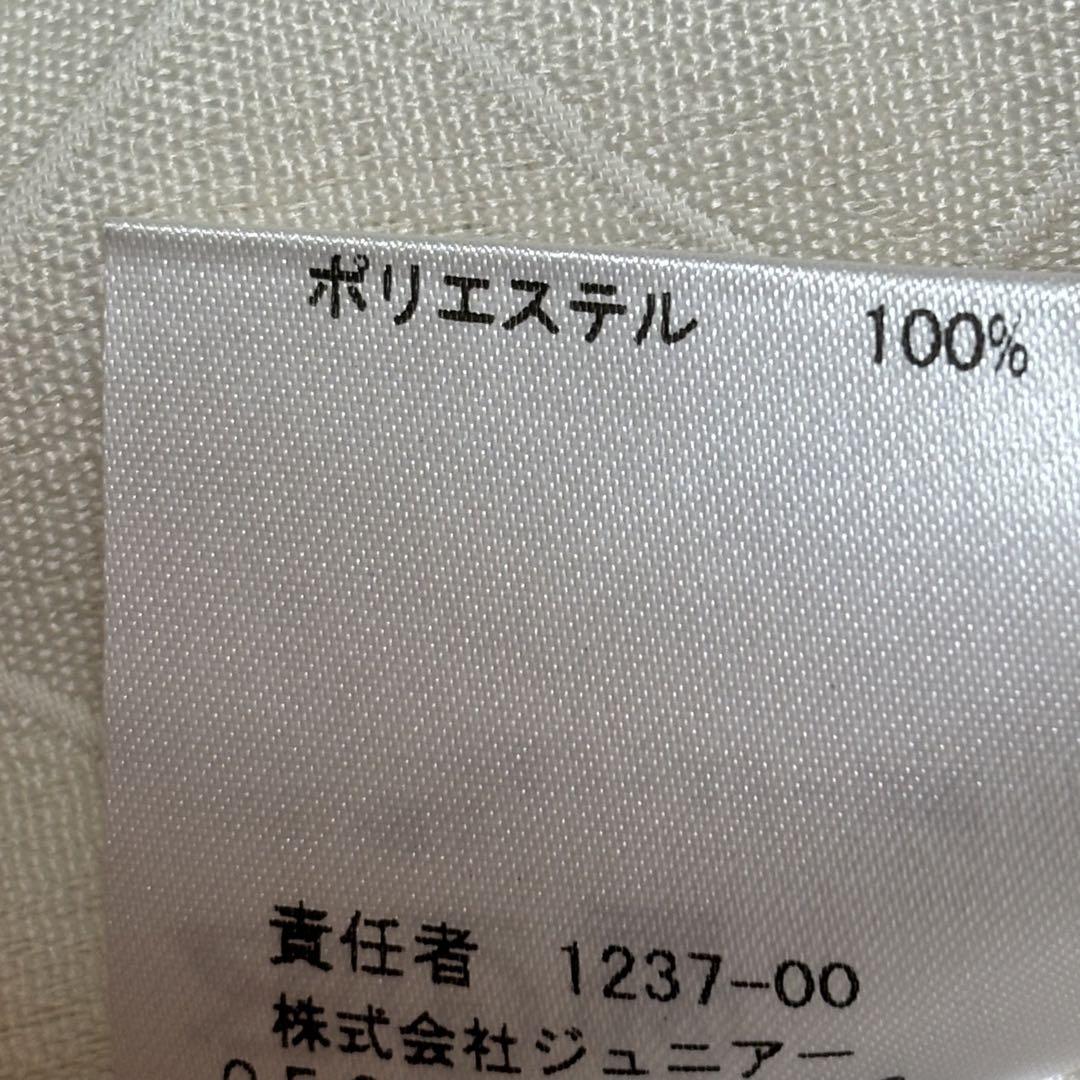 ポリエステル 100%
責任者 1237-00
株式会社ジュニアー